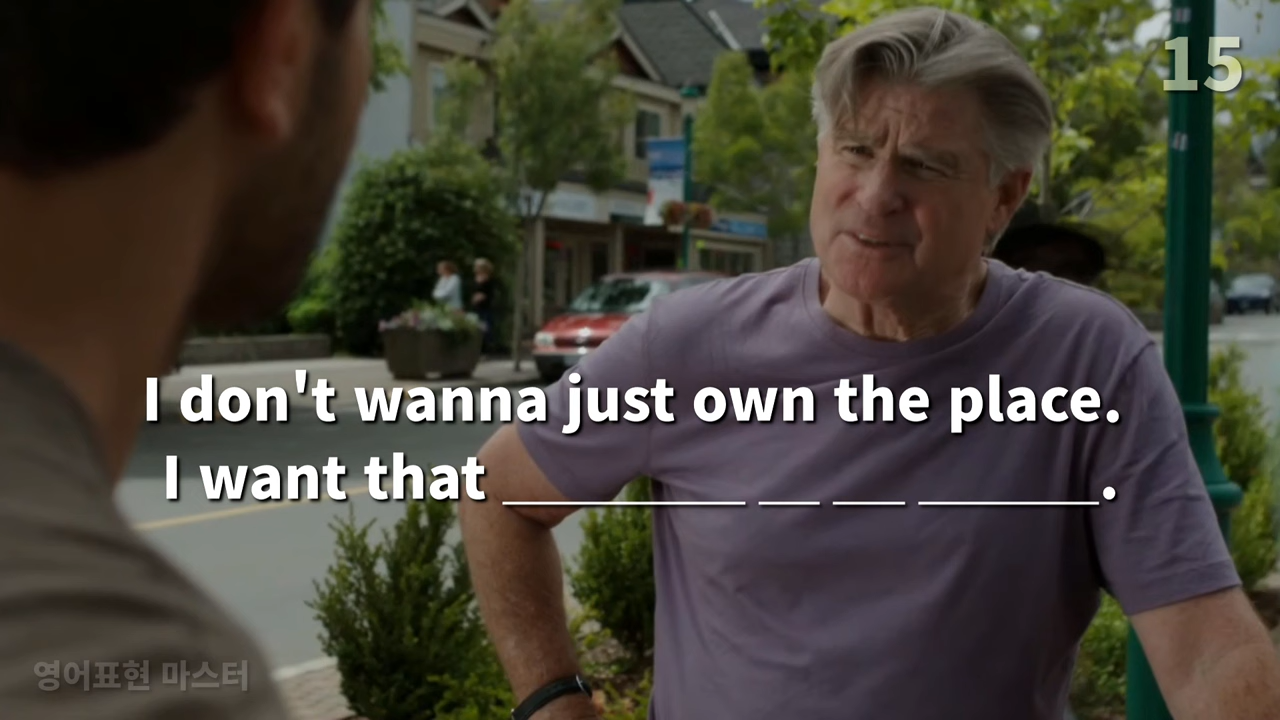 15
I don't wanna just own the place.
I want that ________ __ __ ______.
영어표현 마스터